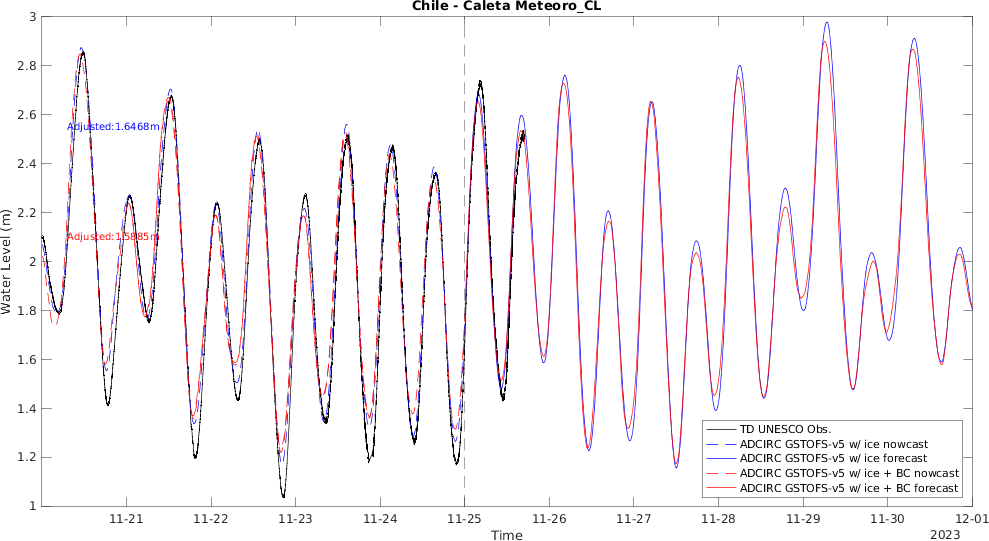 Chile - Caleta Meteoro_CL
3
2.8
2.6
2.4
2.2
2
1.8
1.6
1.4
1.2
1
Water Level (m)
Adjusted:1.6468m
Adjusted:1.5885m
TD UNESCO Obs.
ADCIRC GSTOFS-v5 w/ ice nowcast
ADCIRC GSTOFS-v5 w/ ice forecast
ADCIRC GSTOFS-v5 w/ ice + BC nowcast
ADCIRC GSTOFS-v5 w/ ice + BC forecast
11-21 11-22 11-23 11-24 11-25 11-26 11-27 11-28 11-29 11-30 12-01
Time
2023